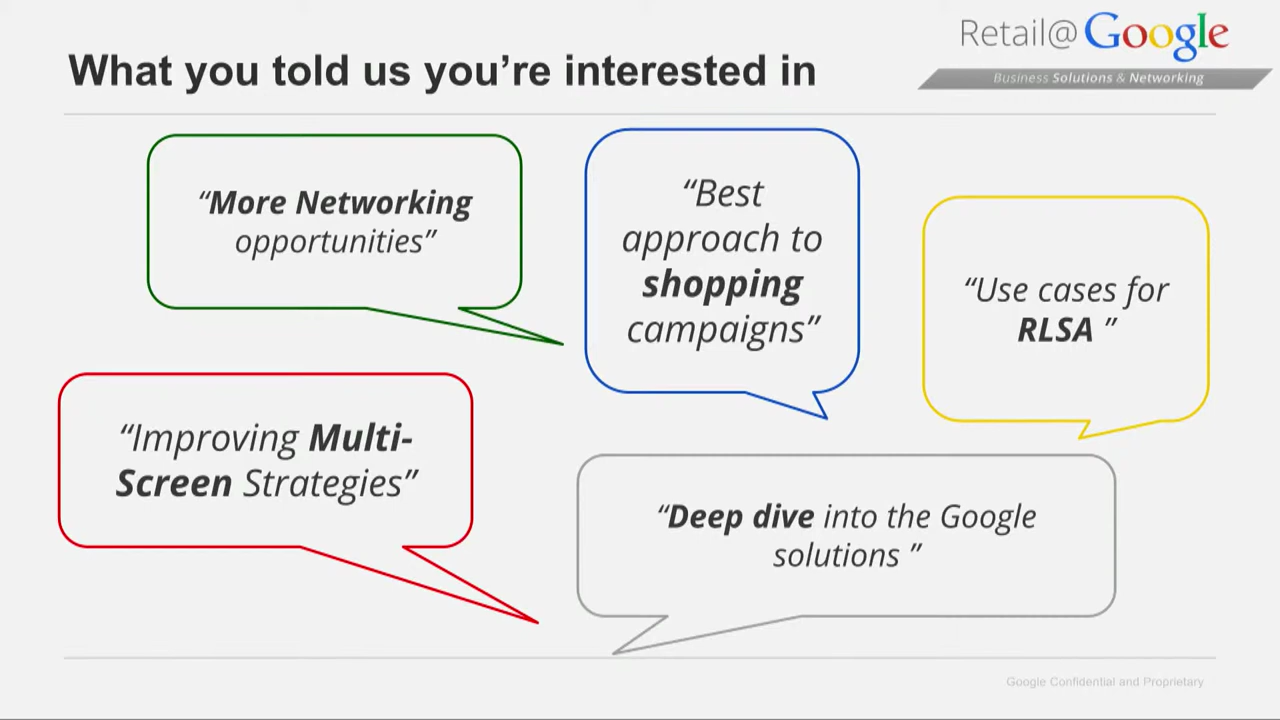 Retail@ Google
Business Solutions & Networking
What you told us you’re interested in
“More Networking
opportunities”
“Best
approach to
shopping
campaigns”
“Use cases for
RLSA ”
“Improving Multi-
Screen Strategies”
“Deep dive into the Google
solutions ”
Google Confidential and Proprietary